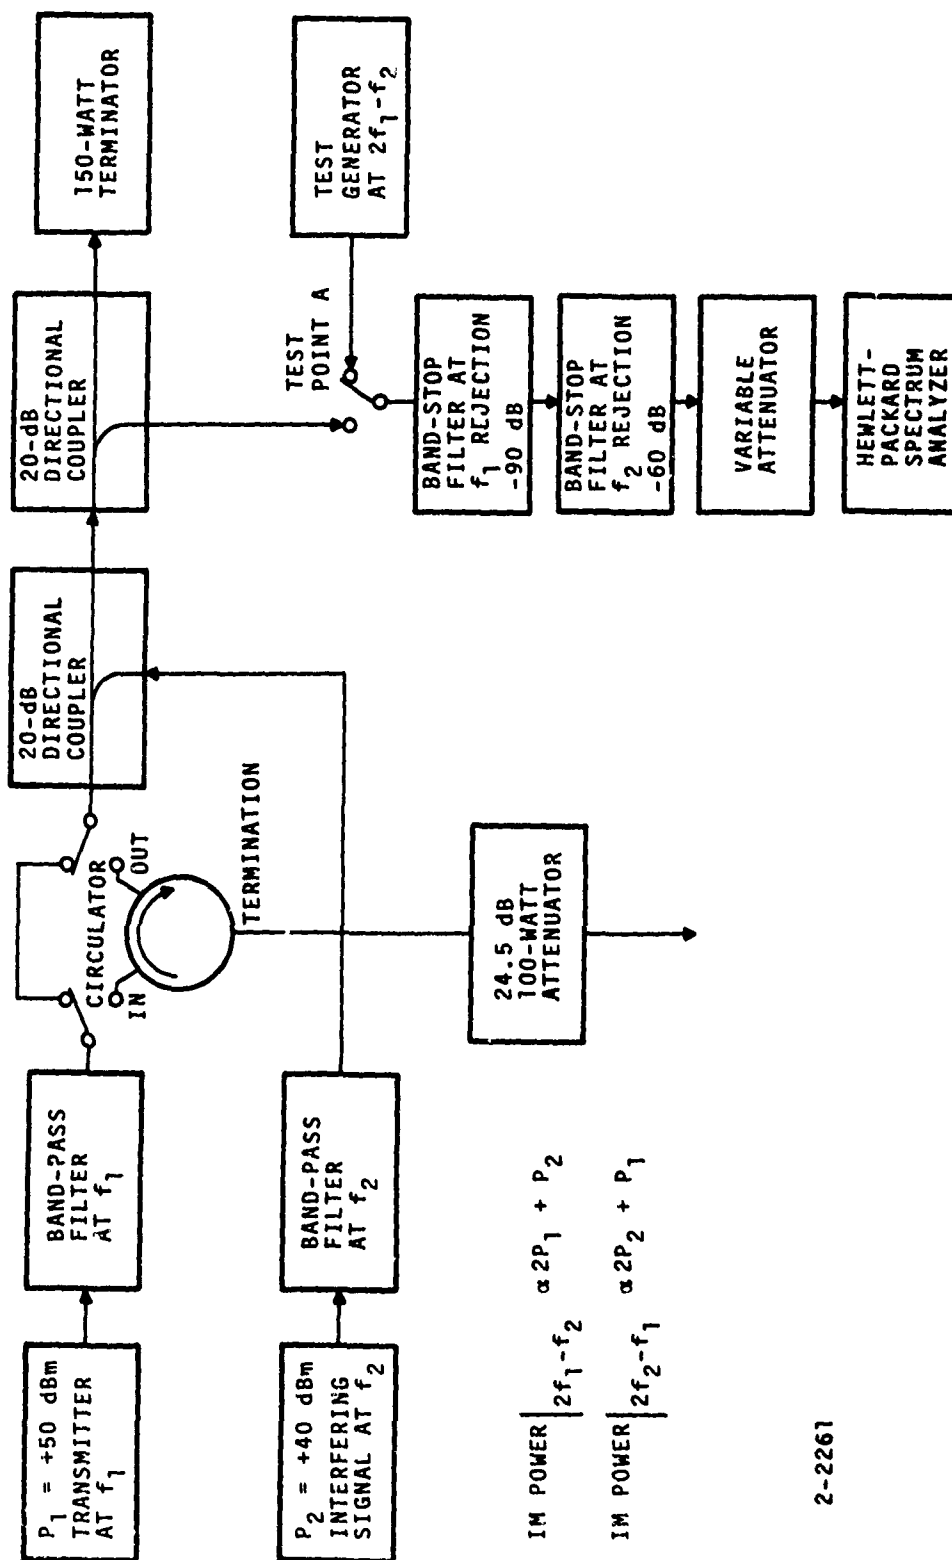 P1 = +50 dBm
TRANSMITTER
AT f1
BAND-PASS
FILTER
AT f1
CIRCULATOR
IN
OUT
TERMINATION
20-dB
DIRECTIONAL
COUPLER
20-dB
DIRECTIONAL
COUPLER
150-WATT
TERMINATOR
P2 = +40 dBm
INTERFERING
SIGNAL AT f2
BAND-PASS
FILTER
AT f2
24.5 dB
100-WATT
ATTENUATOR
TEST
POINT A
TEST
GENERATOR
AT 2f1-f2
BAND-STOP
FILTER AT
f1 REJECTION
-90 dB
BAND-STOP
FILTER AT
f2 REJECTION
-60 dB
VARIABLE
ATTENUATOR
HEWLETT-
PACKARD
SPECTRUM
ANALYZER
IM POWER|2f1-f2 α2P1 + P2
IM POWER|2f2-f1 α2P2 + P1
2-2261